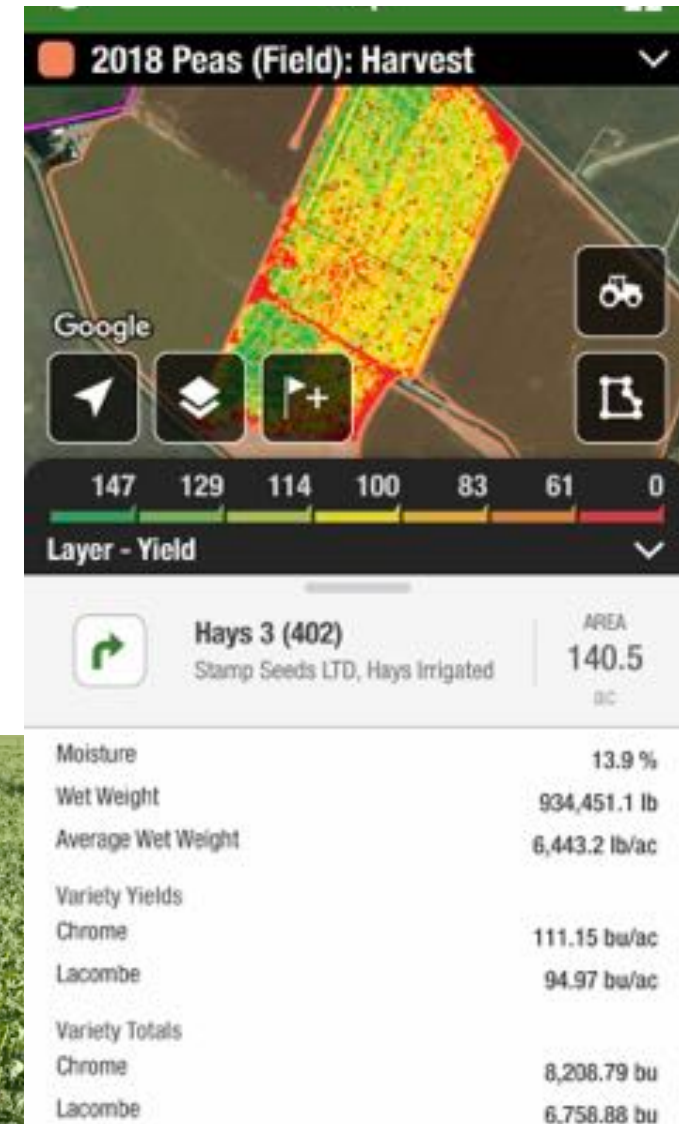 2018 Peas (Field): Harvest
Google
147 129 114 100 83 61 0
Layer - Yield
Hays 3 (402)
Stamp Seeds LTD, Hays Irrigated
AREA
140.5
ac
Moisture 13.9 %
Wet Weight 934,451.1 lb
Average Wet Weight 6,443.2 lb/ac
Variety Yields
Chrome 111.15 bu/ac
Lacombe 94.97 bu/ac
Variety Totals
Chrome 8,208.79 bu
Lacombe 6,758.88 bu